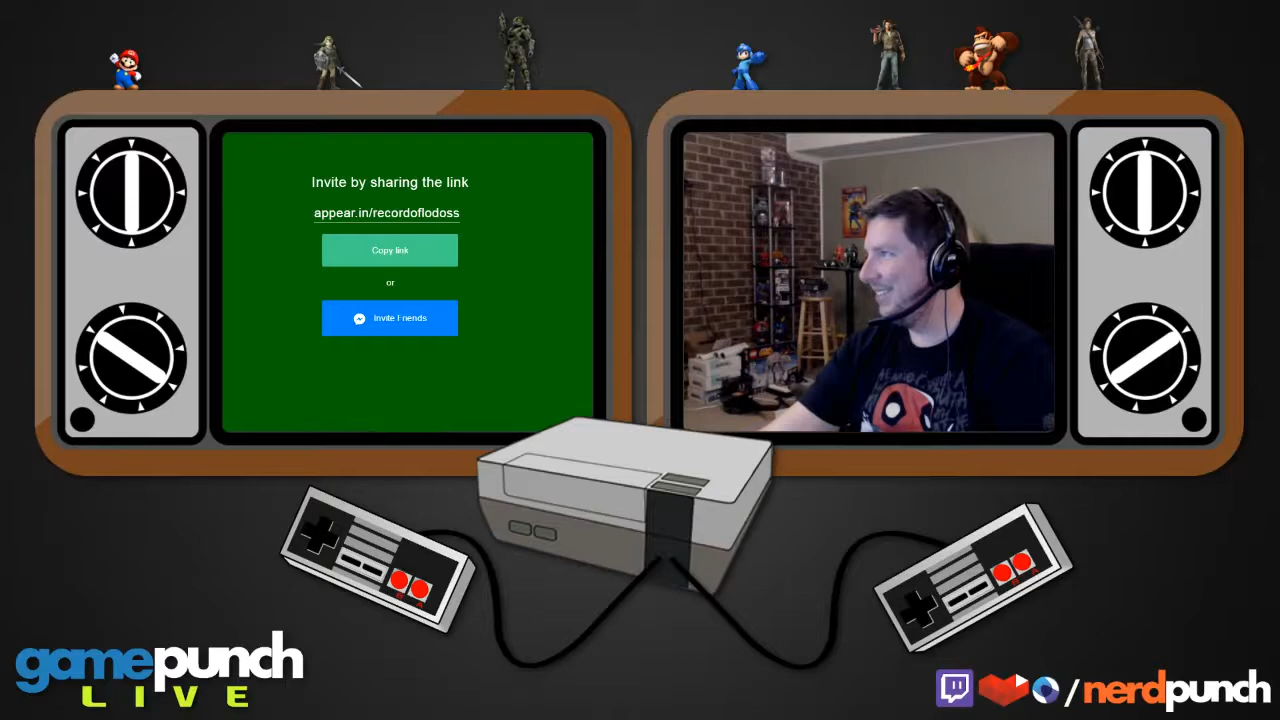 Invite by sharing the link
appear.in/recordoflodoss
Copy link
or
Invite Friends
gamepunch
LIVE
/nerdpunch